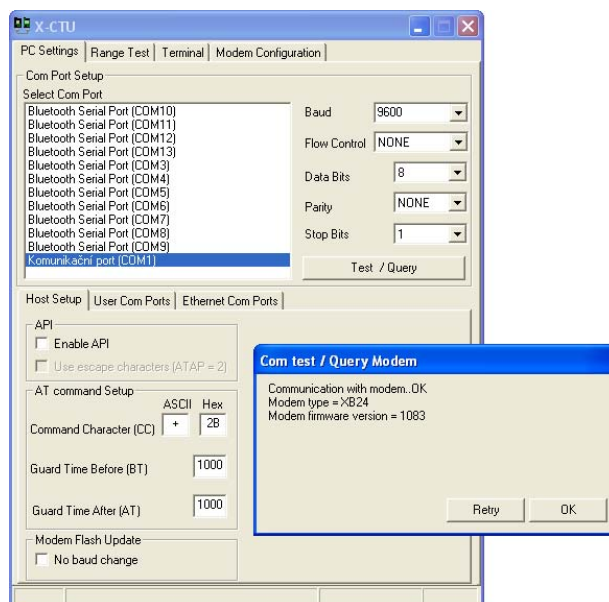 X-CTU
PC Settings Range Test Terminal Modem Configuration
Com Port Setup
Select Com Port
Bluetooth Serial Port (COM10)
Bluetooth Serial Port (COM11)
Bluetooth Serial Port (COM12)
Bluetooth Serial Port (COM13)
Bluetooth Serial Port (COM3)
Bluetooth Serial Port (COM4)
Bluetooth Serial Port (COM5)
Bluetooth Serial Port (COM6)
Bluetooth Serial Port (COM7)
Bluetooth Serial Port (COM8)
Bluetooth Serial Port (COM9)
Komunikační port (COM1)
Baud 9600
Flow Control NONE
Data Bits 8
Parity NONE
Stop Bits 1
Test / Query
Host Setup User Com Ports Ethernet Com Ports
API
Enable API
Use escape characters (ATAP = 2)
AT command Setup
ASCII Hex
Command Character (CC) + 2B
Guard Time Before (BT) 1000
Guard Time After (AT) 1000
Modem Flash Update
No baud change
Com test / Query Modem
Communication with modem..OK
Modem type = XB24
Modem firmware version = 1083
Retry OK